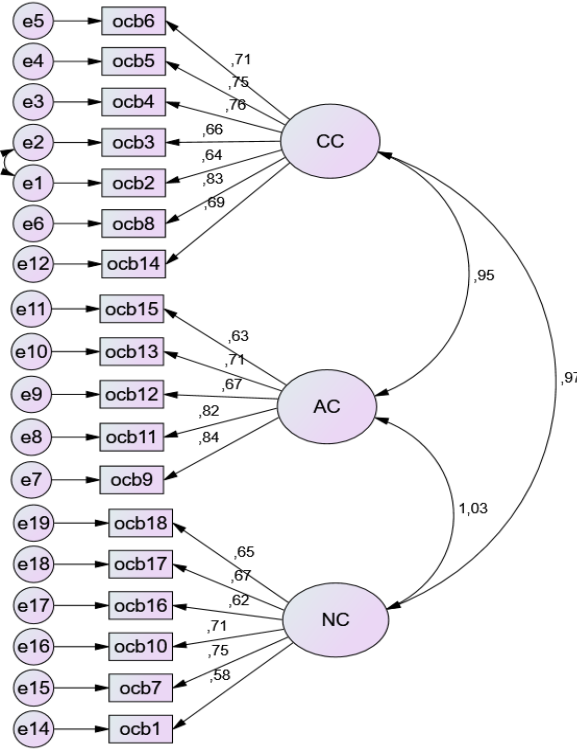 e5 ocb6
,71
e4 ocb5
,75
e3 ocb4
,76
e2 ocb3
,66
CC
e1 ocb2
,64
e6 ocb8
,83
e12 ocb14
,69
,95
e11 ocb15
,63
e10 ocb13
,71
e9 ocb12
,67
AC
,97
e8 ocb11
,82
e7 ocb9
,84
1,03
e19 ocb18
,65
e18 ocb17
,67
e17 ocb16
,62
NC
e16 ocb10
,71
e15 ocb7
,75
e14 ocb1
,58